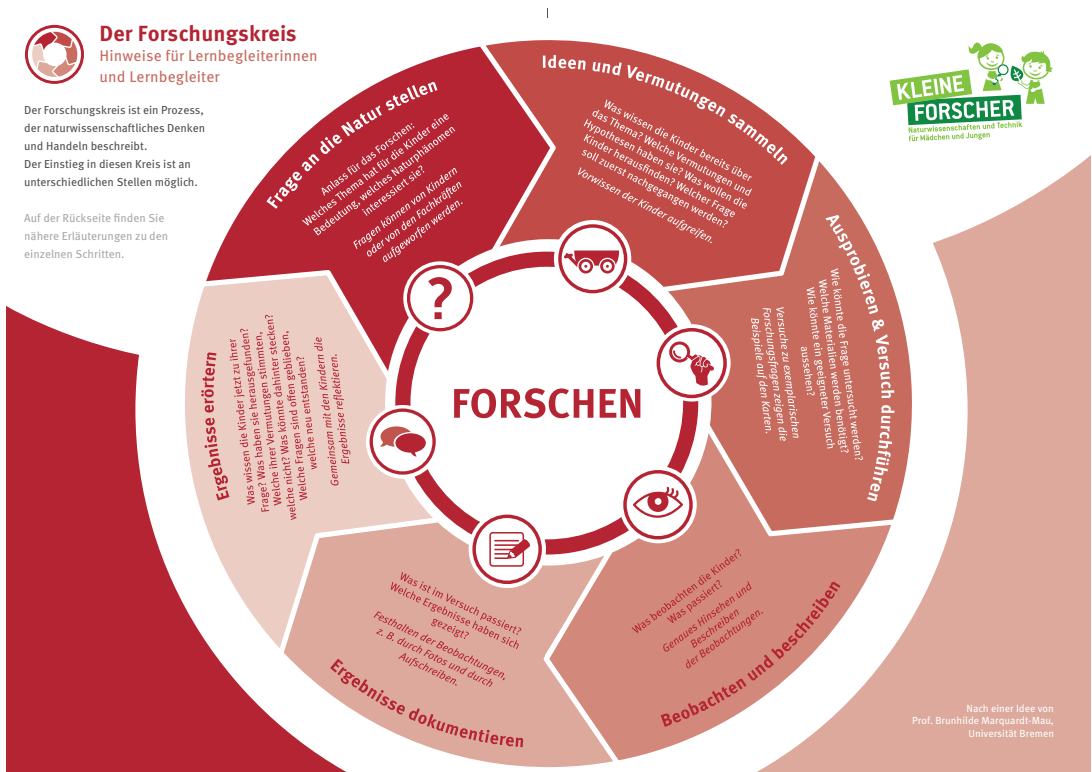 Der Forschungskreis
Hinweise für Lernbegleiterinnen
und Lernbegleiter
Der Forschungskreis ist ein Prozess,
der naturwissenschaftliches Denken
und Handeln beschreibt.
Der Einstieg in diesen Kreis ist an
unterschiedlichen Stellen möglich.
Auf der Rückseite finden Sie
nähere Erläuterungen zu den
einzelnen Schritten.
KLEINE
FORSCHER
Naturwissenschaften und Technik
für Mädchen und Jungen
Frage an die Natur stellen
Anlass für das Forschen:
Welches Thema hat für die Kinder eine
Bedeutung, welches Naturphänomen
interessiert sie?
Fragen können von Kindern
oder von den Fachkräften
aufgeworfen werden.
Ideen und Vermutungen sammeln
Was wissen die Kinder bereits über
das Thema? Welche Vermutungen und
Hypothesen haben sie? Was wollen die
Kinder herausfinden? Welcher Frage
soll zuerst nachgegangen werden?
Vorwissen der Kinder aufgreifen.
Ausprobieren & Versuch durchführen
Wie könnte die Frage untersucht werden?
Welche Materialien werden benötigt?
Wie könnte ein geeigneter Versuch
aussehen?
Versuche zu exemplarischen
Forschungsfragen zeigen die
Beispiele auf den Karten.
Beobachten und beschreiben
Was beobachten die Kinder?
Was passiert?
Genaues Hinsehen und
Beschreiben
der Beobachtungen.
Ergebnisse dokumentieren
Was ist im Versuch passiert?
Welche Ergebnisse haben sich
gezeigt?
Festhalten der Beobachtungen,
z. B. durch Fotos und durch
Aufschreiben.
Ergebnisse erörtern
Was wissen die Kinder jetzt zu ihrer
Frage? Was haben sie herausgefunden?
Welche ihrer Vermutungen stimmten,
welche nicht? Was könnte dahinter stecken?
Welche Fragen sind offen geblieben,
welche neu entstanden?
Gemeinsam mit den Kindern die
Ergebnisse reflektieren.
?
FORSCHEN
Nach einer Idee von
Prof. Brunhilde Marquardt-Mau,
Universität Bremen